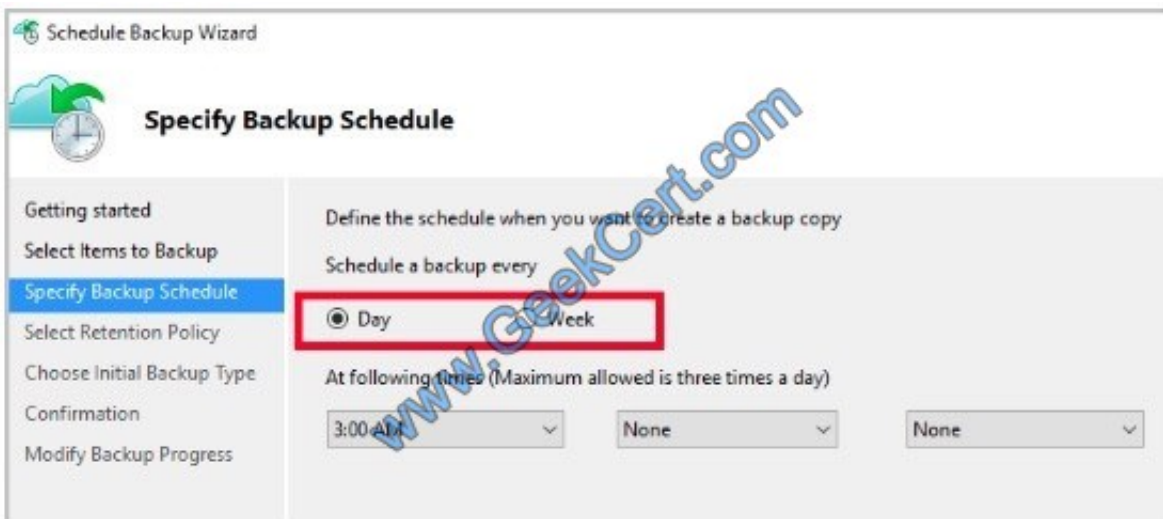 Schedule Backup Wizard
Specify Backup Schedule
Getting started
Select Items to Backup
Specify Backup Schedule
Select Retention Policy
Choose Initial Backup Type
Confirmation
Modify Backup Progress
Define the schedule when you want to create a backup copy
Schedule a backup every
Day Week
At following times (Maximum allowed is three times a day)
3:00 AM None None
www.GeekCert.com